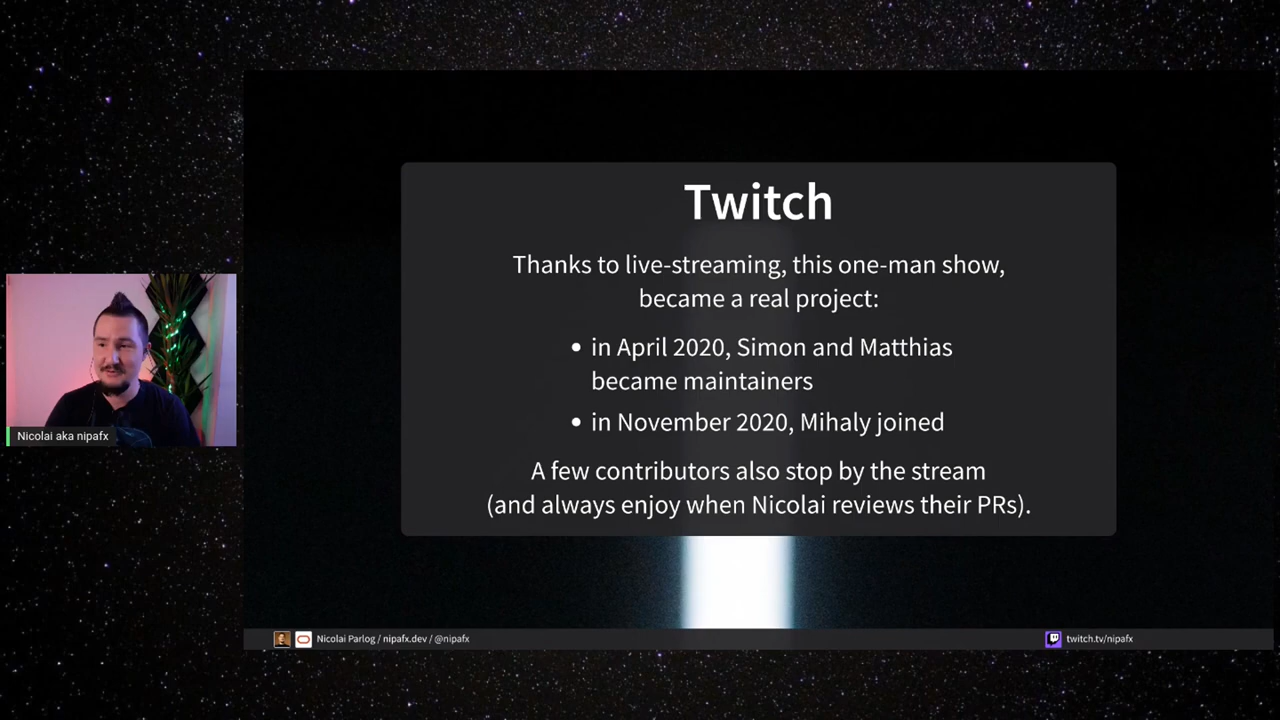 Twitch
Thanks to live-streaming, this one-man show,
became a real project:
• in April 2020, Simon and Matthias
became maintainers
• in November 2020, Mihaly joined
A few contributors also stop by the stream
(and always enjoy when Nicolai reviews their PRs).
Nicolai aka nipafx
Nicolai Parlog / nipafx.dev / @nipafx
twitch.tv/nipafx